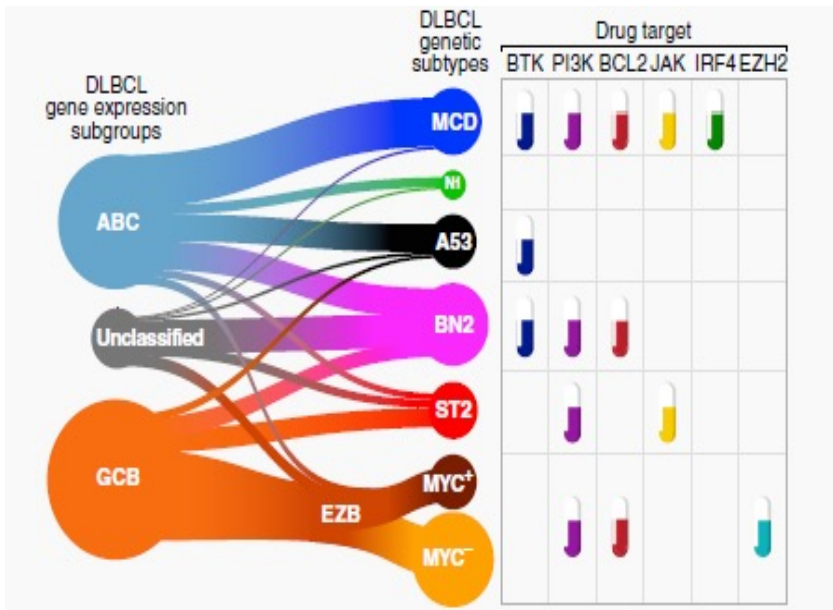 DLBCL
genetic
subtypes
Drug target
BTK PI3K BCL2 JAK IRF4 EZH2
DLBCL
gene expression
subgroups
MCD
N1
ABC
A53
Unclassified
BN2
ST2
GCB
MYC⁺
EZB
MYC⁻